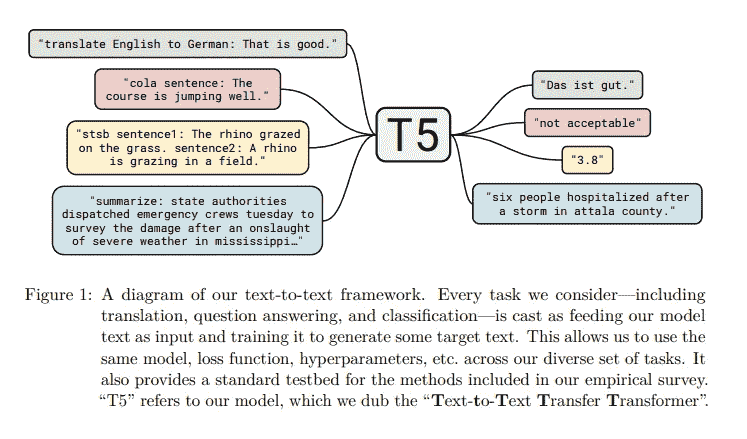 "translate English to German: That is good."
"cola sentence: The
course is jumping well."
"stsb sentence1: The rhino grazed
on the grass. sentence2: A rhino
is grazing in a field."
"summarize: state authorities
dispatched emergency crews tuesday to
survey the damage after an onslaught
of severe weather in mississippi…"
T5
"Das ist gut."
"not acceptable"
"3.8"
"six people hospitalized after
a storm in attala county."
Figure 1: A diagram of our text-to-text framework. Every task we consider—including
translation, question answering, and classification—is cast as feeding our model
text as input and training it to generate some target text. This allows us to use the
same model, loss function, hyperparameters, etc. across our diverse set of tasks. It
also provides a standard testbed for the methods included in our empirical survey.
“T5” refers to our model, which we dub the “Text-to-Text Transfer Transformer”.